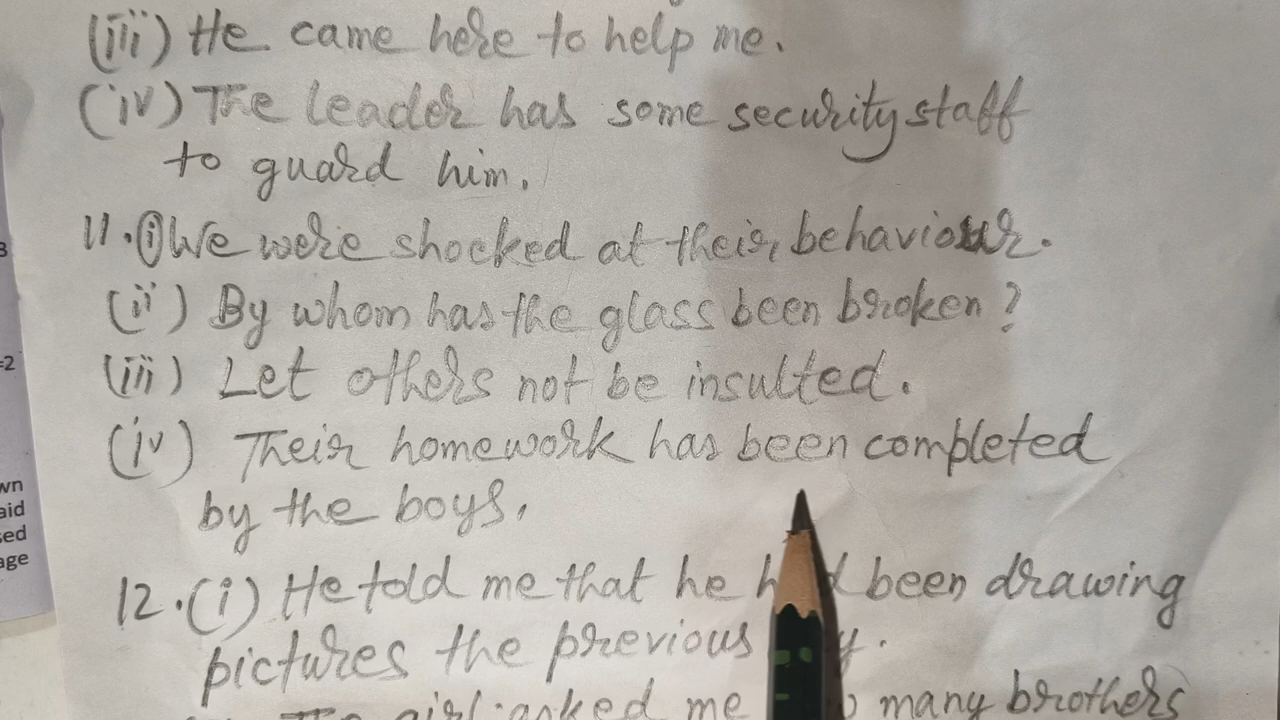 (iii) He came here to help me.
(iv) The leader has some security staff
to guard him.
11. (i) We were shocked at their behaviour.
(ii) By whom has the glass been broken?
(iii) Let others not be insulted.
(iv) Their homework has been completed
by the boys.
12. (i) He told me that he had been drawing
pictures the previous
girl asked me many brothers
3
=2
wn
aid
sed
age